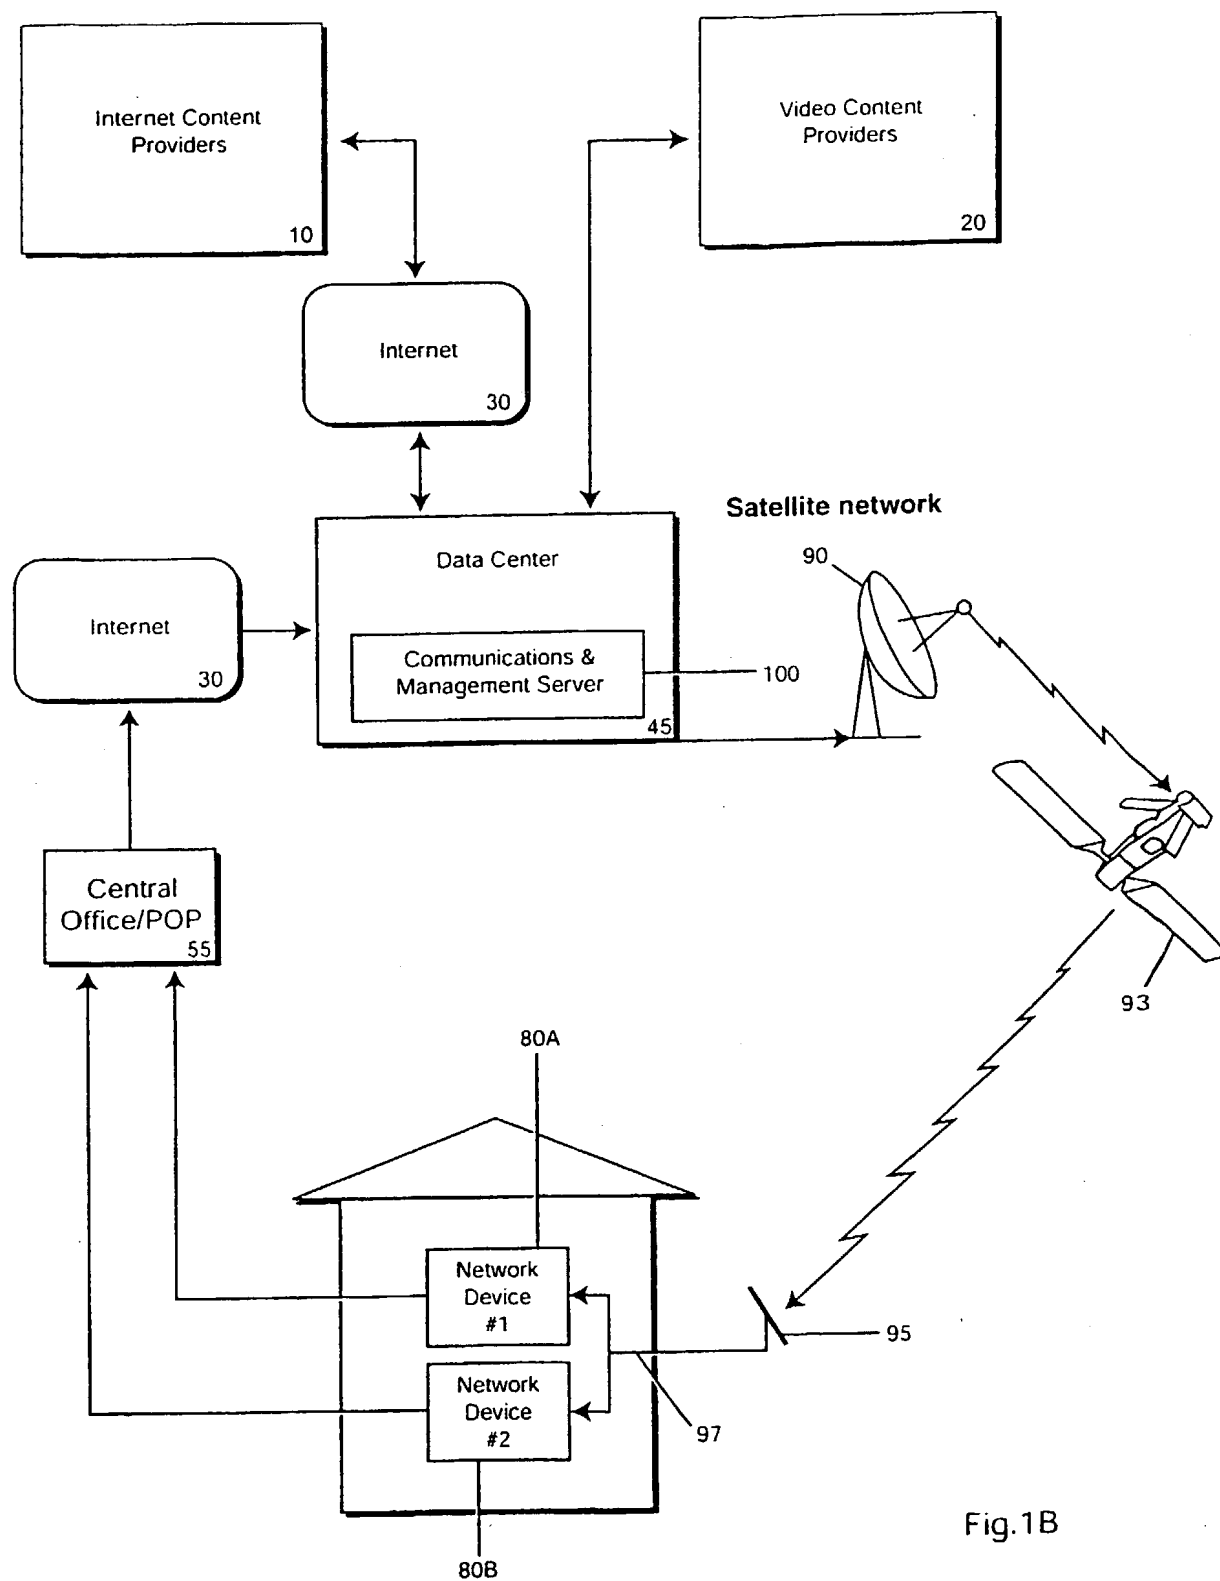 Internet Content
Providers
10
Video Content
Providers
20
Internet
30
Satellite network
90
Data Center
Communications &
Management Server
100
45
Internet
30
Central
Office/POP
55
93
80A
Network
Device
#1
95
Network
Device
#2
97
80B
Fig.1B